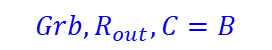 Grb, R_out, C = B